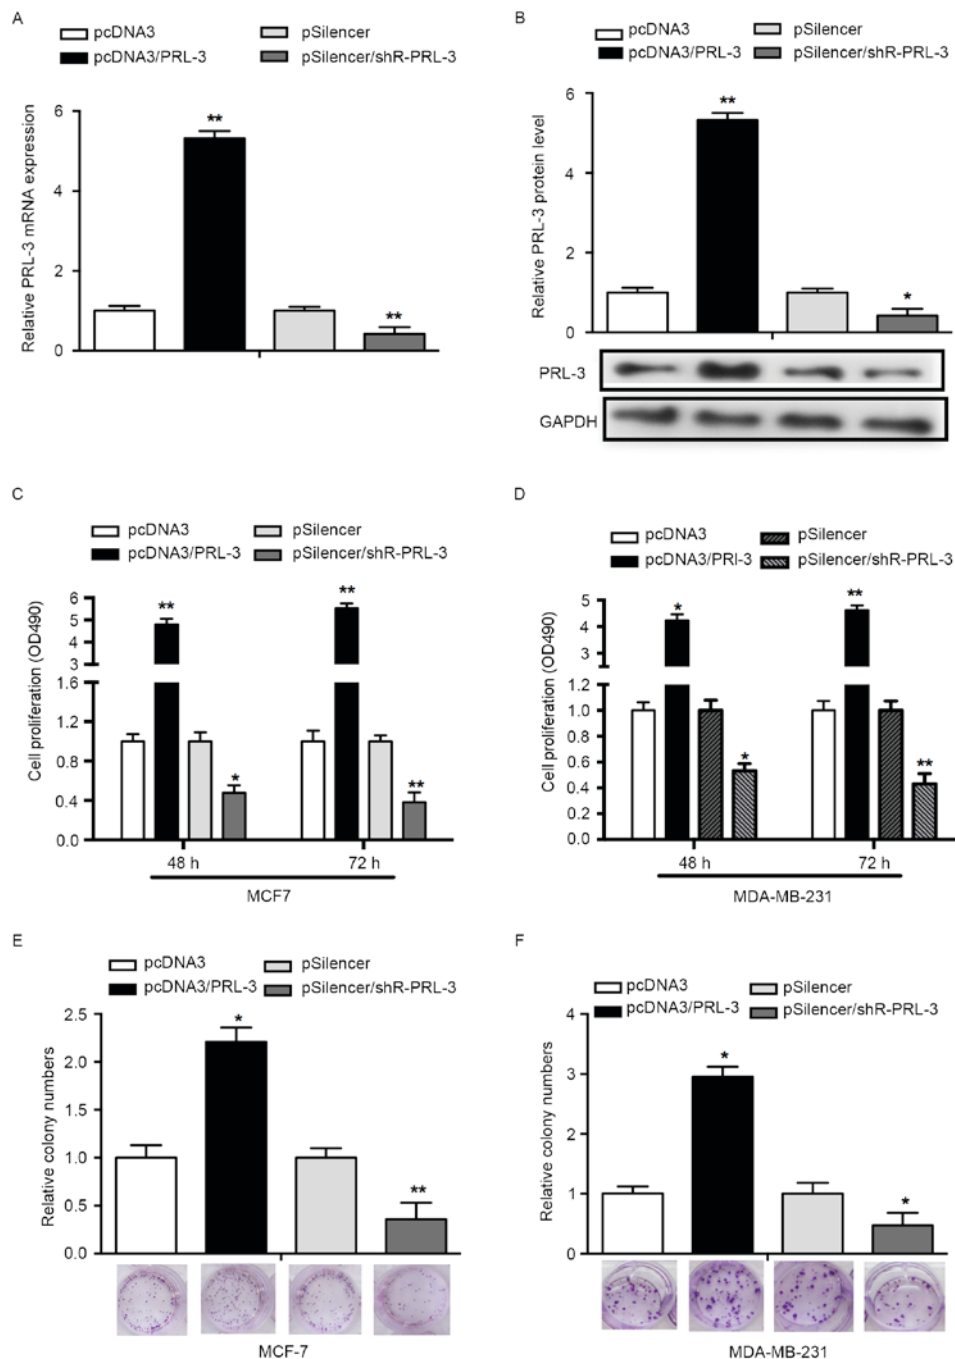 A
pcDNA3
pSilencer
pcDNA3/PRL-3
pSilencer/shR-PRL-3
Relative PRL-3 mRNA expression
6
4
2
0
**
**
B
pcDNA3
pSilencer
pcDNA3/PRL-3
pSilencer/shR-PRL-3
Relative PRL-3 protein level
6
4
2
0
**
*
PRL-3
GAPDH
C
pcDNA3
pSilencer
pcDNA3/PRL-3
pSilencer/shR-PRL-3
Cell proliferation (OD490)
6
5
4
3
1.6
1.2
0.8
0.4
0.0
**
*
**
**
48 h
72 h
MCF7
D
pcDNA3
pSilencer
pcDNA3/PRl-3
pSilencer/shR-PRL-3
Cell proliferation (OD490)
5
4
3
1.2
1.0
0.8
0.6
0.4
0.2
0.0
*
*
**
**
48 h
72 h
MDA-MB-231
E
pcDNA3
pSilencer
pcDNA3/PRL-3
pSilencer/shR-PRL-3
Relative colony numbers
2.5
2.0
1.5
1.0
0.5
0.0
*
**
MCF-7
F
pcDNA3
pSilencer
pcDNA3/PRL-3
pSilencer/shR-PRL-3
Relative colony numbers
4
3
2
1
0
*
*
MDA-MB-231